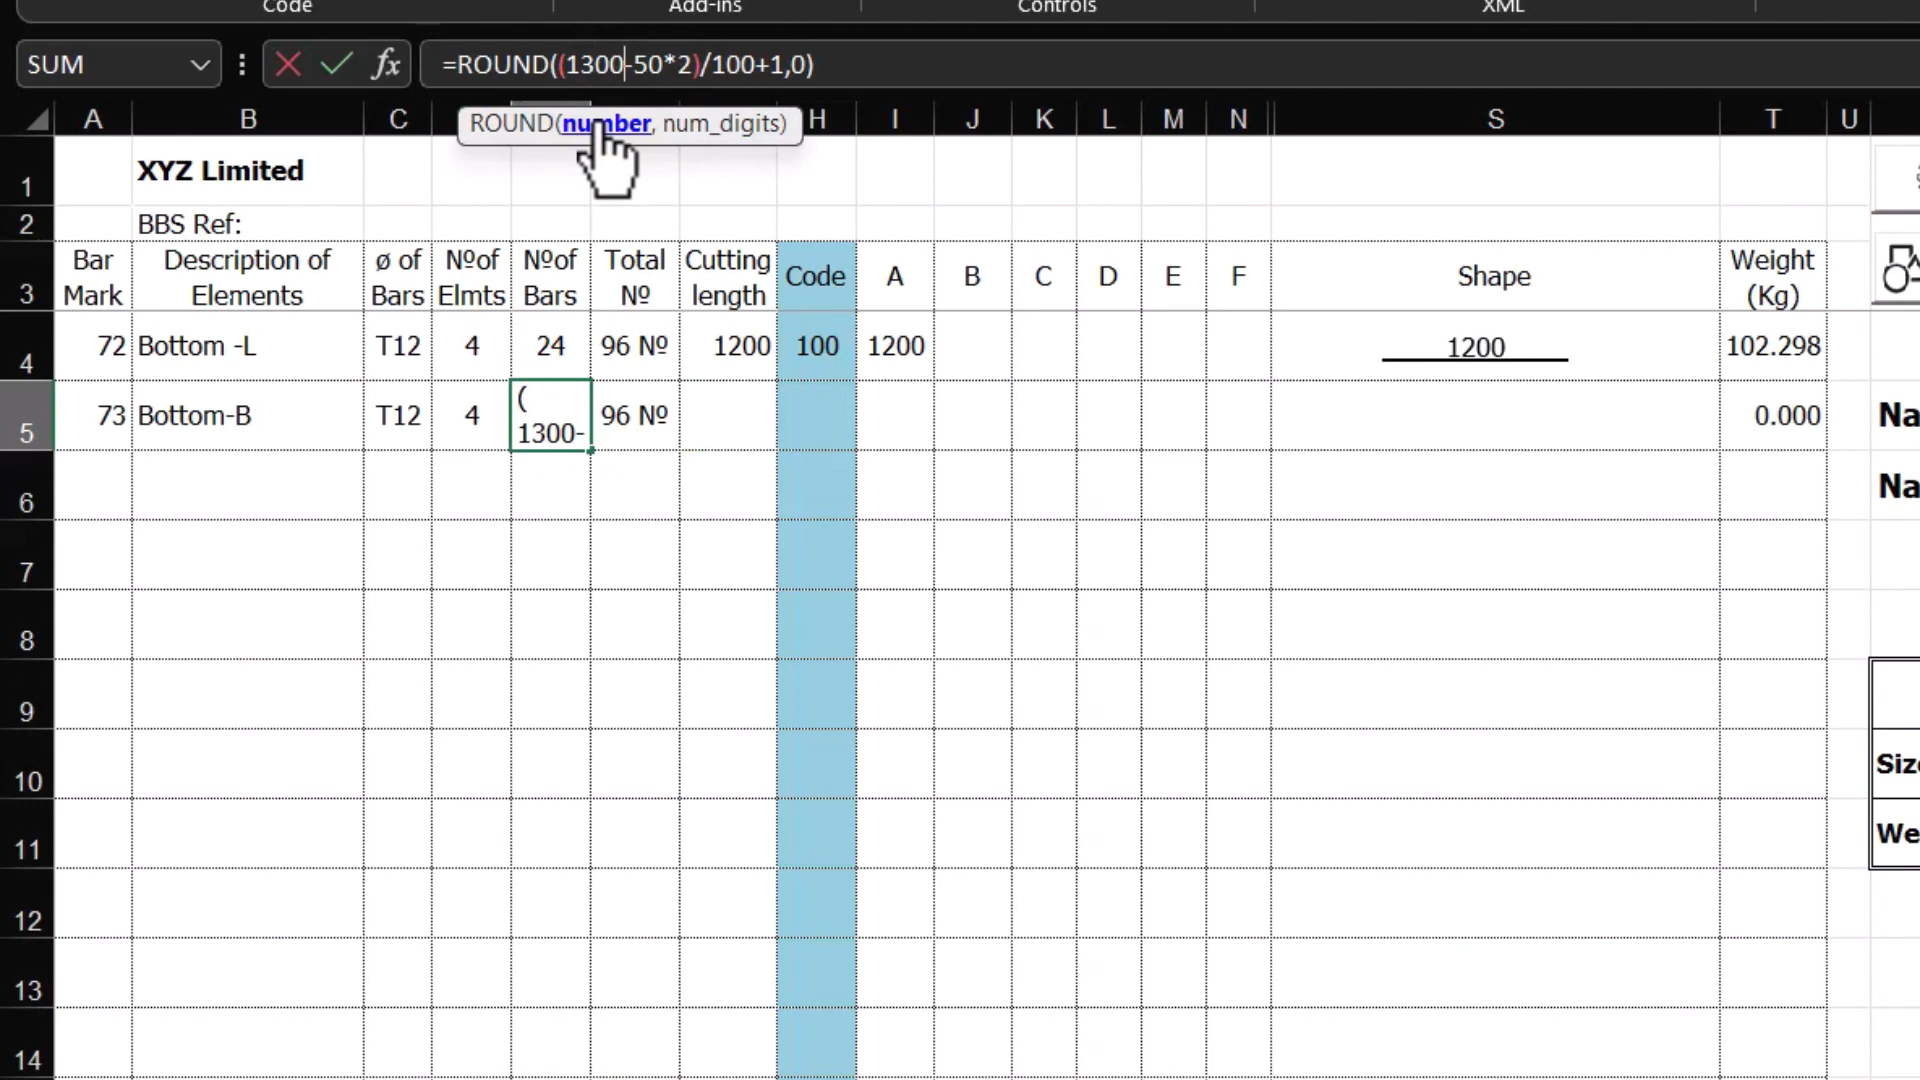 Code Add-ins Controls XML
SUM fx =ROUND((1300-50*2)/100+1,0)
A B C H I J K L M N S T U
ROUND(number, num_digits)
1 XYZ Limited
2 BBS Ref:
3 Bar Mark Description of Elements ø of Bars Nºof Elmts Nºof Bars Total Nº Cutting length Code A B C D E F Shape Weight (Kg)
4 72 Bottom -L T12 4 24 96 Nº 1200 100 1200 1200 102.298
5 73 Bottom-B T12 4 ( 1300- 96 Nº 0.000 Na
6 Na
7
8
9
10 Siz
11 We
12
13
14